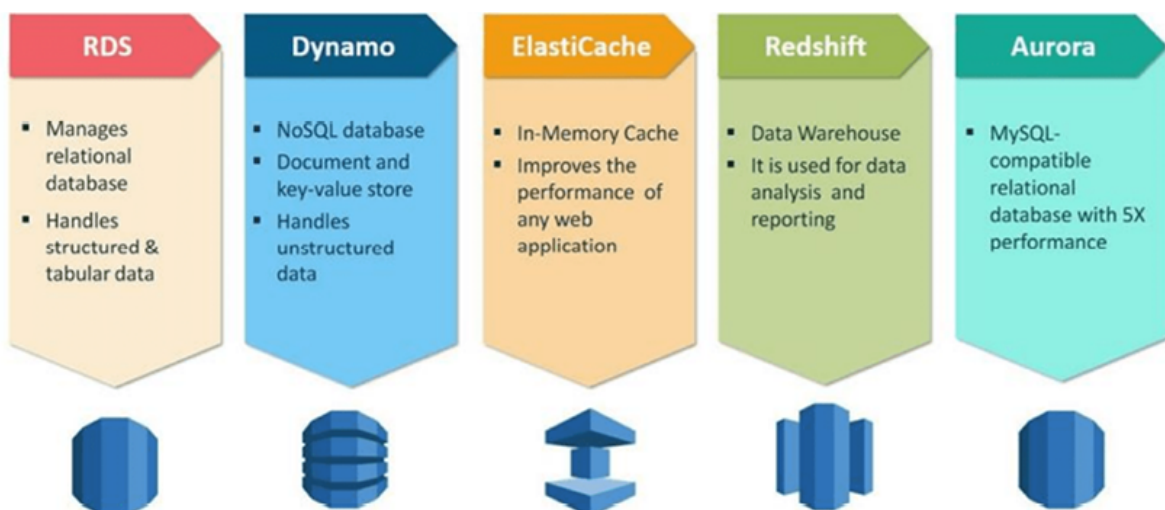 RDS
Manages
relational
database
Handles
structured &
tabular data
Dynamo
NoSQL database
Document and
key-value store
Handles
unstructured
data
ElastiCache
In-Memory Cache
Improves the
performance of
any web
application
Redshift
Data Warehouse
It is used for data
analysis and
reporting
Aurora
MySQL-
compatible
relational
database with 5X
performance